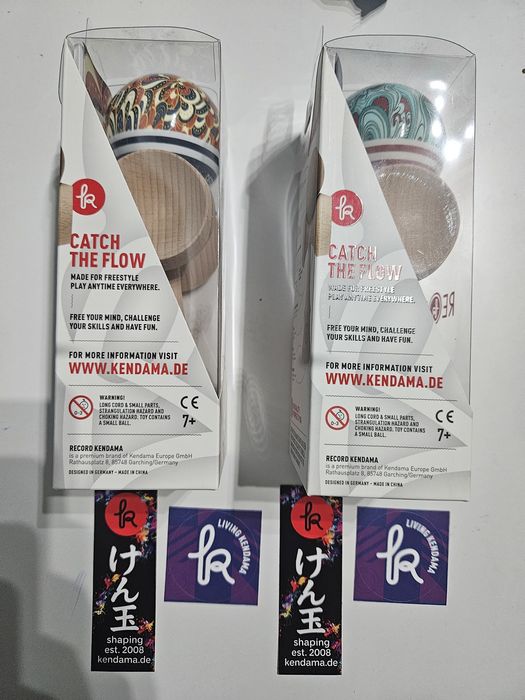 CATCH
THE FLOW
MADE FOR FREESTYLE
PLAY ANYTIME EVERYWHERE.
FREE YOUR MIND, CHALLENGE
YOUR SKILLS AND HAVE FUN.
FOR MORE INFORMATION VISIT
WWW.KENDAMA.DE
0-3
WARNING!
LONG CORD & SMALL PARTS,
STRANGULATION HAZARD AND
CHOKING HAZARD. TOY CONTAINS
A SMALL BALL.
CE
7+
RECORD KENDAMA
is a premium brand of Kendama Europe GmbH
Rathausplatz 8, 85748 Garching/Germany
DESIGNED IN GERMANY - MADE IN CHINA
CATCH
THE FLOW
MADE FOR FREESTYLE
PLAY ANYTIME EVERYWHERE.
REC
FREE YOUR MIND, CHALLENGE
YOUR SKILLS AND HAVE FUN.
FOR MORE INFORMATION VISIT
WWW.KENDAMA.DE
0-3
WARNING!
LONG CORD & SMALL PARTS,
STRANGULATION HAZARD AND
CHOKING HAZARD. TOY CONTAINS
A SMALL BALL.
CE
7+
RECORD KENDAMA
is a premium brand of Kendama Europe GmbH
Rathausplatz 8, 85748 Garching/Germany
DESIGNED IN GERMANY - MADE IN CHINA
けん玉
shaping
est. 2008
kendama.de
LIVING KENDAMA
けん玉
shaping
est. 2008
kendama.de
LIVING KENDAMA